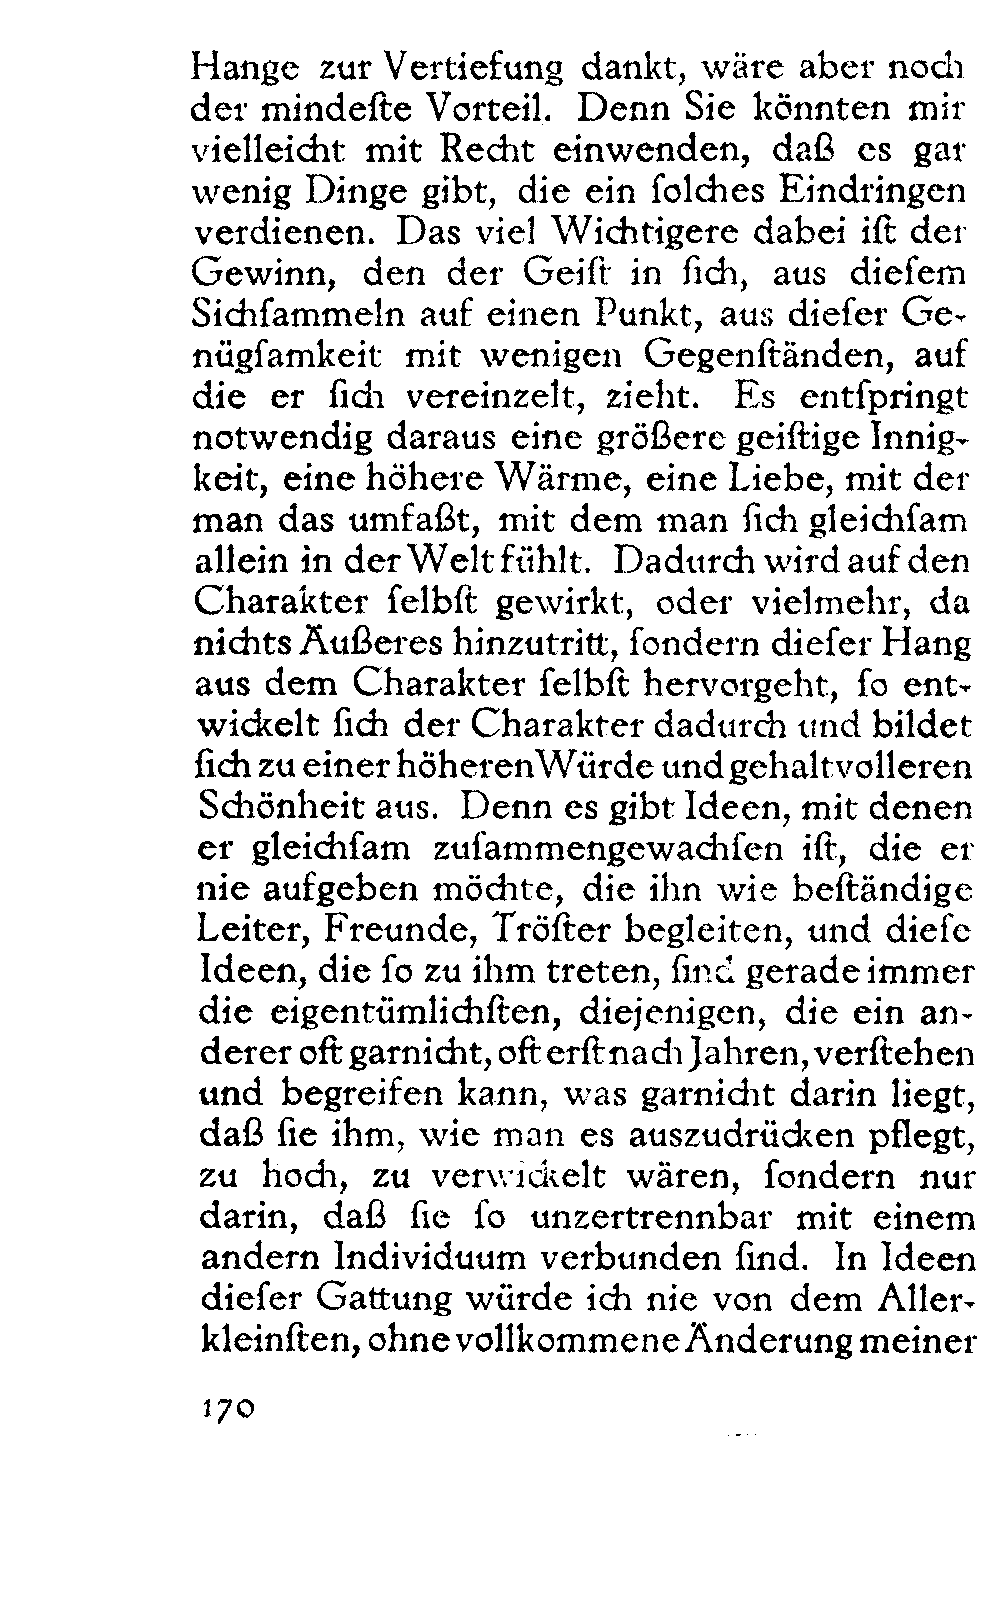 Hange zur Vertiefung dankt, wäre aber noch
der mindeſte Vorteil. Denn Sie könnten mir
vielleicht mit Recht einwenden, daß es gar
wenig Dinge gibt, die ein ſolches Eindringen
verdienen. Das viel Wichtigere dabei iſt der
Gewinn, den der Geiſt in ſich, aus dieſem
Sichſammeln auf einen Punkt, aus dieſer Ge-
nügſamkeit mit wenigen Gegenſtänden, auf
die er ſich vereinzelt, zieht. Es entſpringt
notwendig daraus eine größere geiſtige Innig-
keit, eine höhere Wärme, eine Liebe, mit der
man das umfaßt, mit dem man ſich gleichſam
allein in der Welt fühlt. Dadurch wird auf den
Charakter ſelbſt gewirkt, oder vielmehr, da
nichts Äußeres hinzutritt, ſondern dieſer Hang
aus dem Charakter ſelbſt hervorgeht, ſo ent-
wickelt ſich der Charakter dadurch und bildet
ſich zu einer höheren Würde und gehaltvolleren
Schönheit aus. Denn es gibt Ideen, mit denen
er gleichſam zuſammengewachſen iſt, die er
nie aufgeben möchte, die ihn wie beſtändige
Leiter, Freunde, Tröſter begleiten, und dieſe
Ideen, die ſo zu ihm treten, ſind gerade immer
die eigentümlichſten, diejenigen, die ein an-
derer oft garnicht, oft erſt nach Jahren, verſtehen
und begreifen kann, was garnicht darin liegt,
daß ſie ihm, wie man es auszudrücken pflegt,
zu hoch, zu verwickelt wären, ſondern nur
darin, daß ſie ſo unzertrennbar mit einem
andern Individuum verbunden ſind. In Ideen
dieſer Gattung würde ich nie von dem Aller-
kleinſten, ohne vollkommene Änderung meiner
170